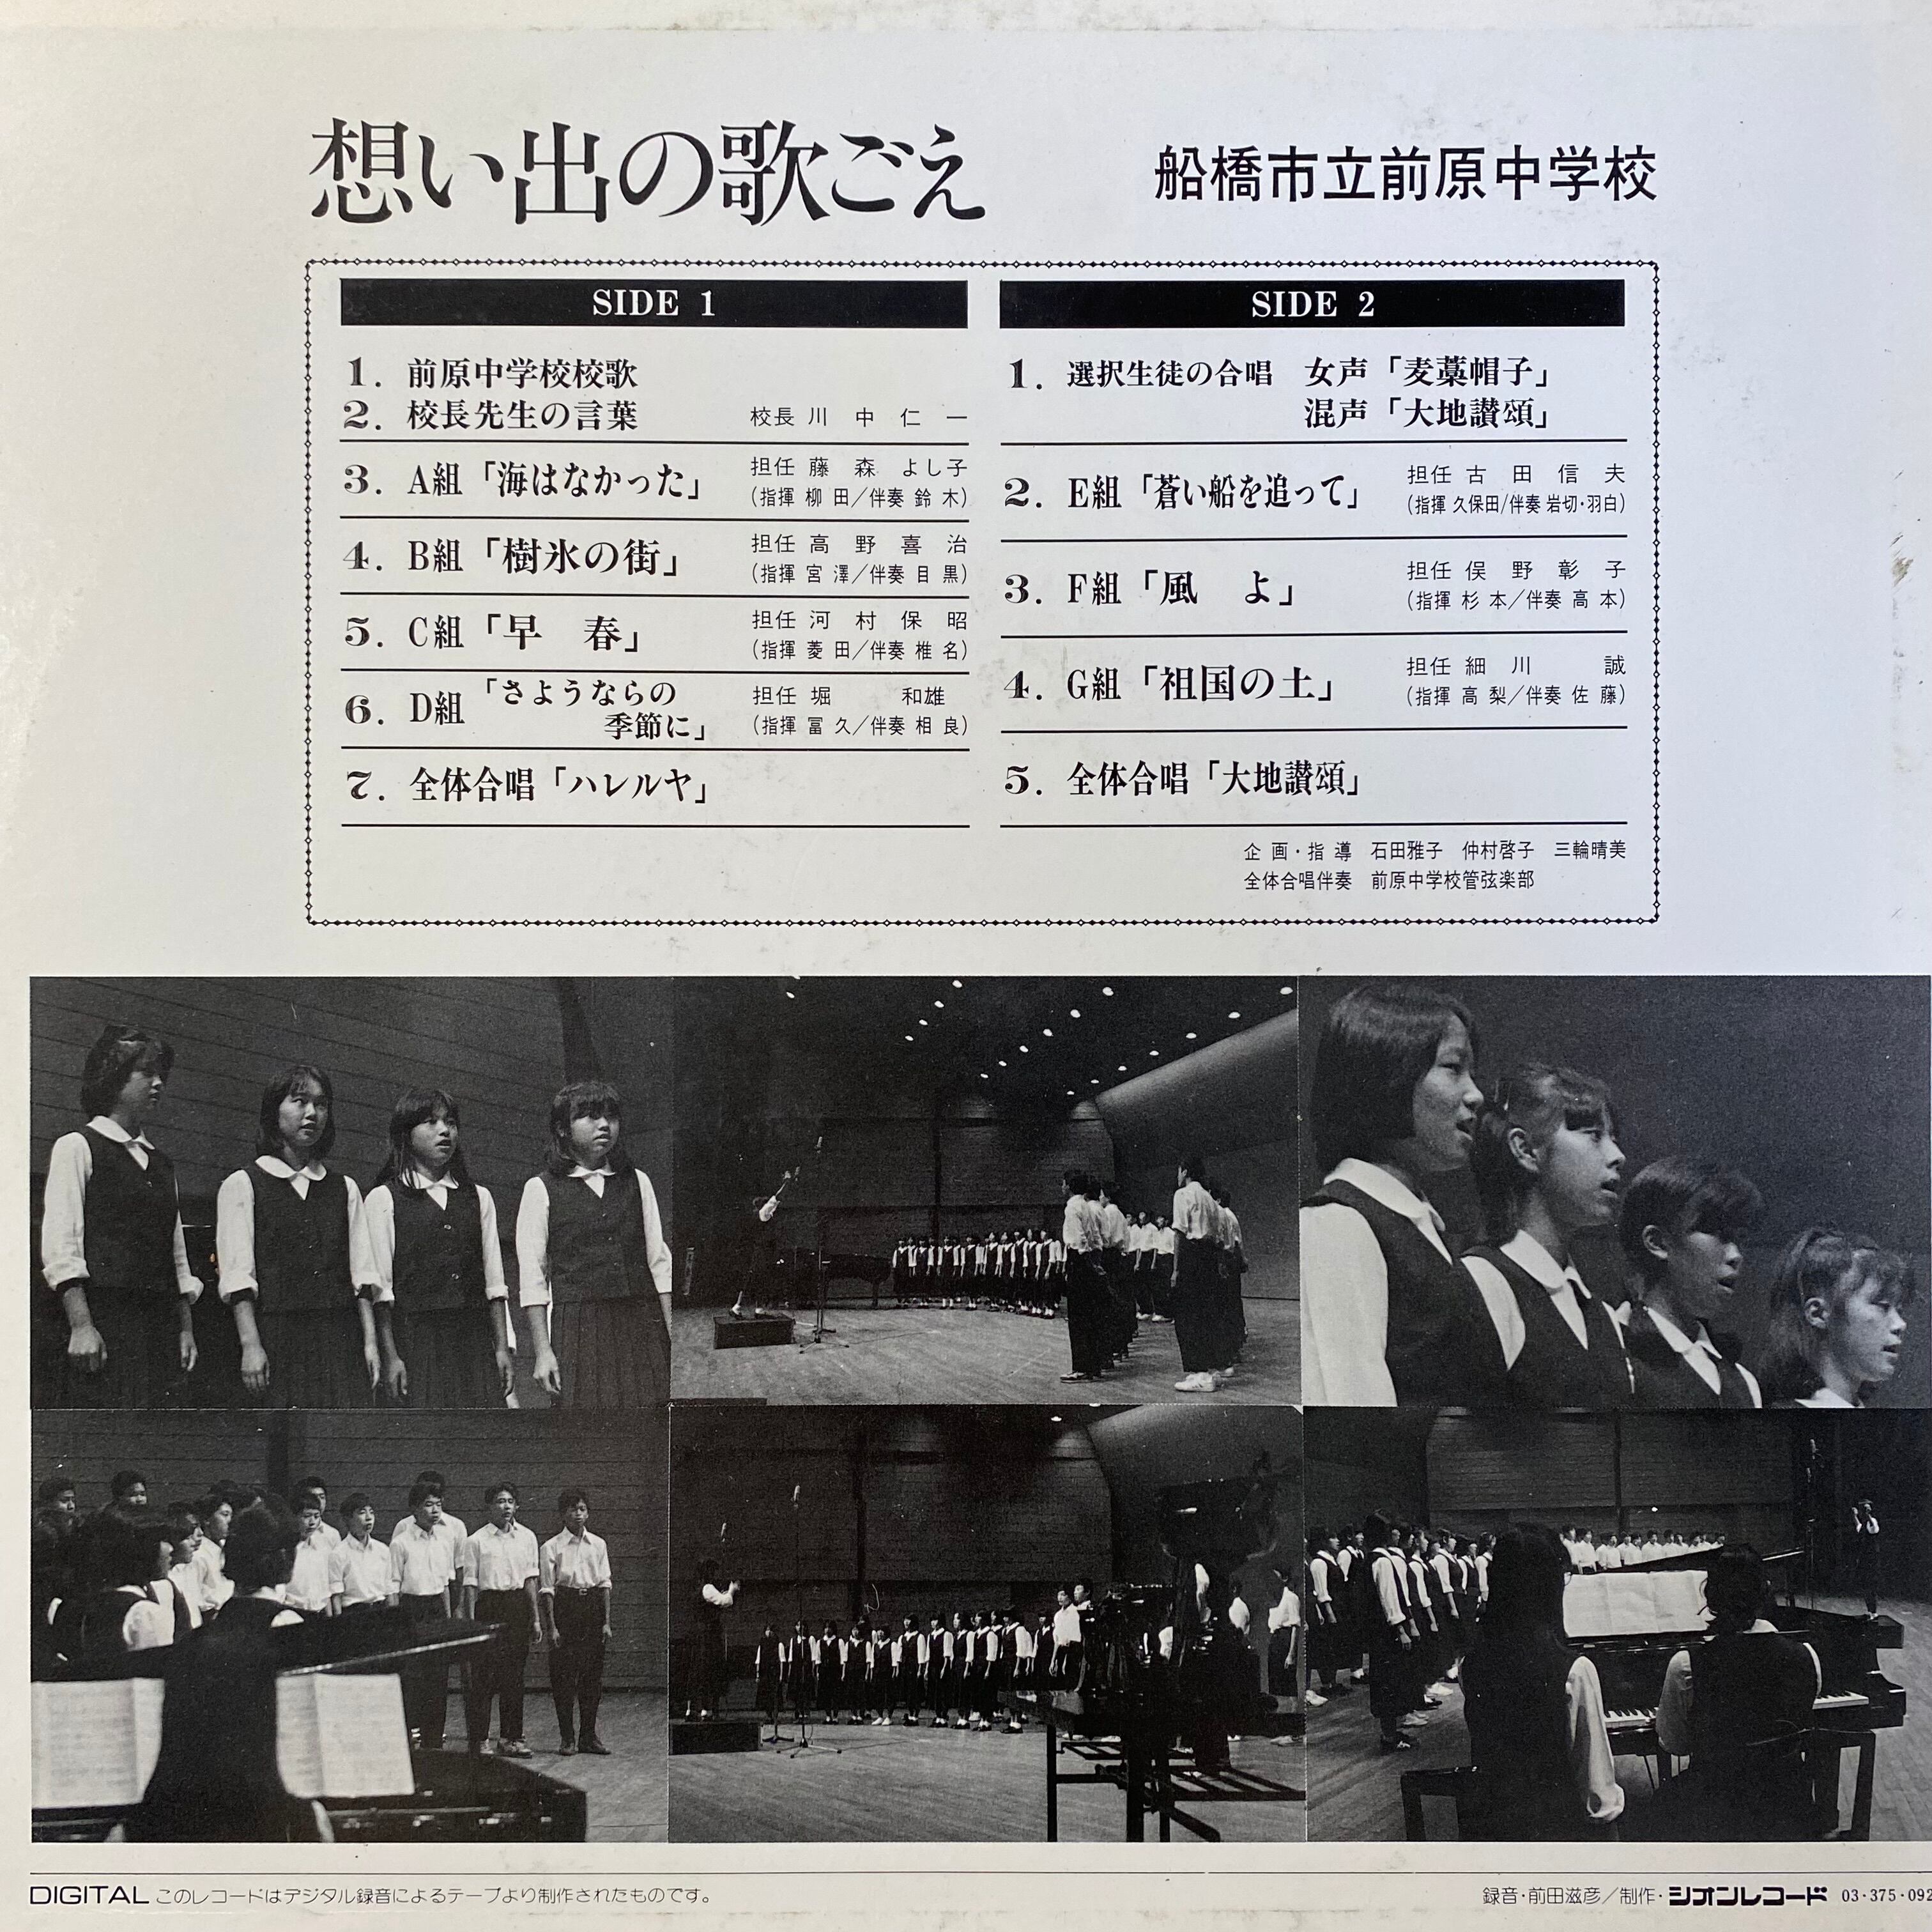 想い出の歌ごえ
船橋市立前原中学校
SIDE 1
1. 前原中学校校歌
2. 校長先生の言葉 校長 川中仁一
3. A組「海はなかった」 担任 藤森よし子
(指揮 柳田/伴奏 鈴木)
4. B組「樹氷の街」 担任 高野喜治
(指揮 宮澤/伴奏 目黒)
5. C組「早 春」 担任 河村保昭
(指揮 菱田/伴奏 椎名)
6. D組「さようならの
季節に」 担任 堀 和雄
(指揮 冨久/伴奏 相良)
7. 全体合唱「ハレルヤ」
SIDE 2
1. 選択生徒の合唱 女声「麦藁帽子」
混声「大地讃頌」
2. E組「蒼い船を追って」 担任 古田信夫
(指揮 久保田/伴奏 岩切・羽白)
3. F組「風 よ」 担任 俣野彰子
(指揮 杉本/伴奏 高本)
4. G組「祖国の土」 担任 細川 誠
(指揮 高梨/伴奏 佐藤)
5. 全体合唱「大地讃頌」
企画・指導 石田雅子 仲村啓子 三輪晴美
全体合唱伴奏 前原中学校管弦楽部
DIGITAL このレコードはデジタル録音によるテープより制作されたものです。
録音・前田滋彦/制作・シオンレコード 03・375・092